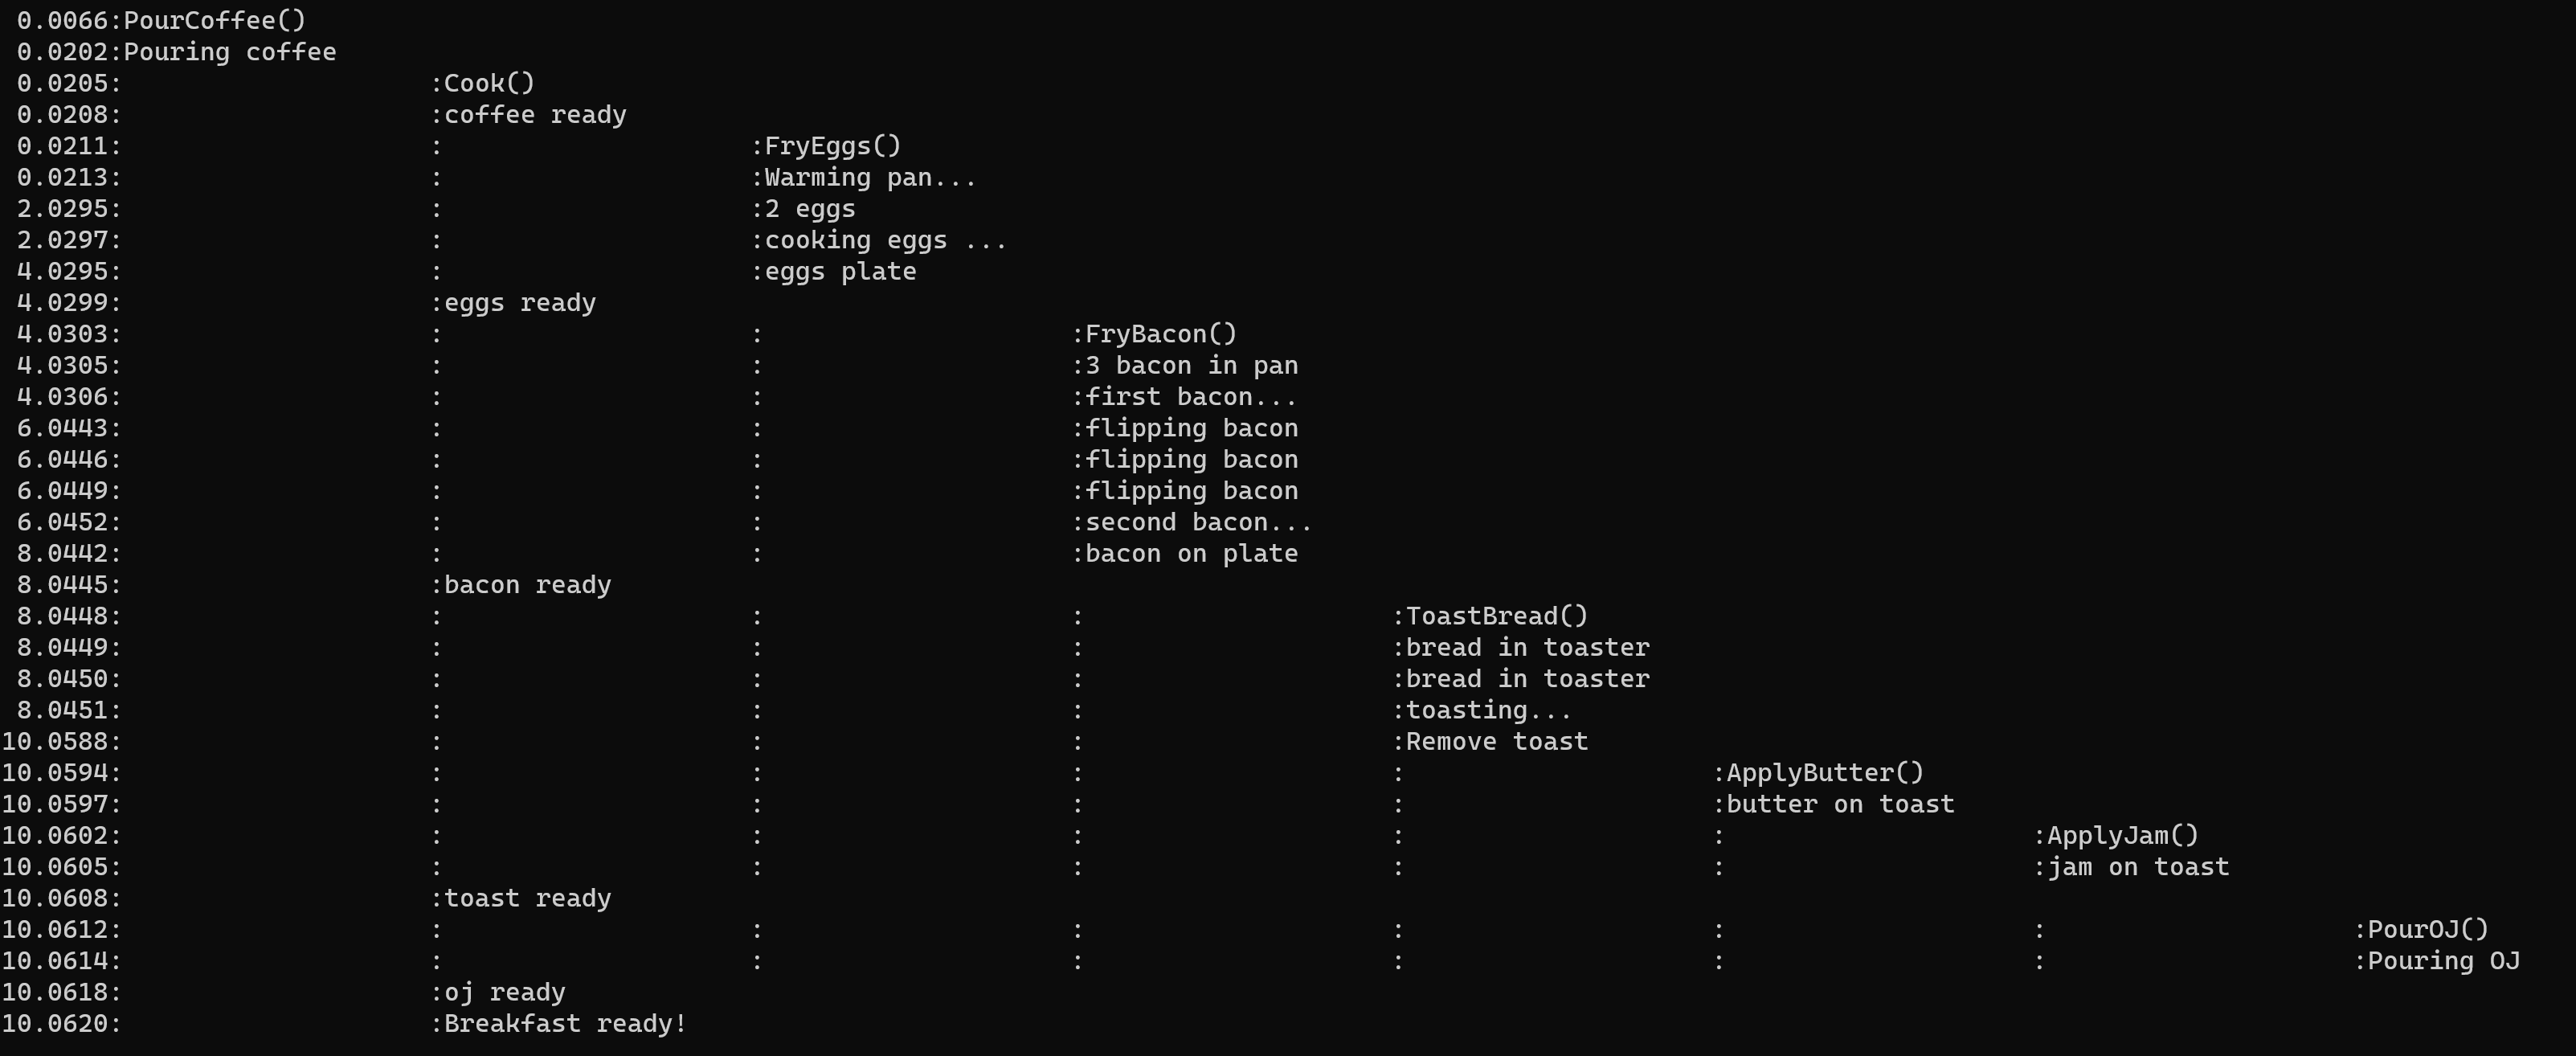 0.0066:PourCoffee()
 0.0202:Pouring coffee
 0.0205:                    :Cook()
 0.0208:                    :coffee ready
 0.0211:                    :                    :FryEggs()
 0.0213:                    :                    :Warming pan...
 2.0295:                    :                    :2 eggs
 2.0297:                    :                    :cooking eggs ...
 4.0295:                    :                    :eggs plate
 4.0299:                    :eggs ready
 4.0303:                    :                    :                    :FryBacon()
 4.0305:                    :                    :                    :3 bacon in pan
 4.0306:                    :                    :                    :first bacon...
 6.0443:                    :                    :                    :flipping bacon
 6.0446:                    :                    :                    :flipping bacon
 6.0449:                    :                    :                    :flipping bacon
 6.0452:                    :                    :                    :second bacon...
 8.0442:                    :                    :                    :bacon on plate
 8.0445:                    :bacon ready
 8.0448:                    :                    :                    :                    :ToastBread()
 8.0449:                    :                    :                    :                    :bread in toaster
 8.0450:                    :                    :                    :                    :bread in toaster
 8.0451:                    :                    :                    :                    :toasting...
10.0588:                    :                    :                    :                    :Remove toast
10.0594:                    :                    :                    :                    :                    :ApplyButter()
10.0597:                    :                    :                    :                    :                    :butter on toast
10.0602:                    :                    :                    :                    :                    :                    :ApplyJam()
10.0605:                    :                    :                    :                    :                    :                    :jam on toast
10.0608:                    :toast ready
10.0612:                    :                    :                    :                    :                    :                    :                    :PourOJ()
10.0614:                    :                    :                    :                    :                    :                    :                    :Pouring OJ
10.0618:                    :oj ready
10.0620:                    :Breakfast ready!